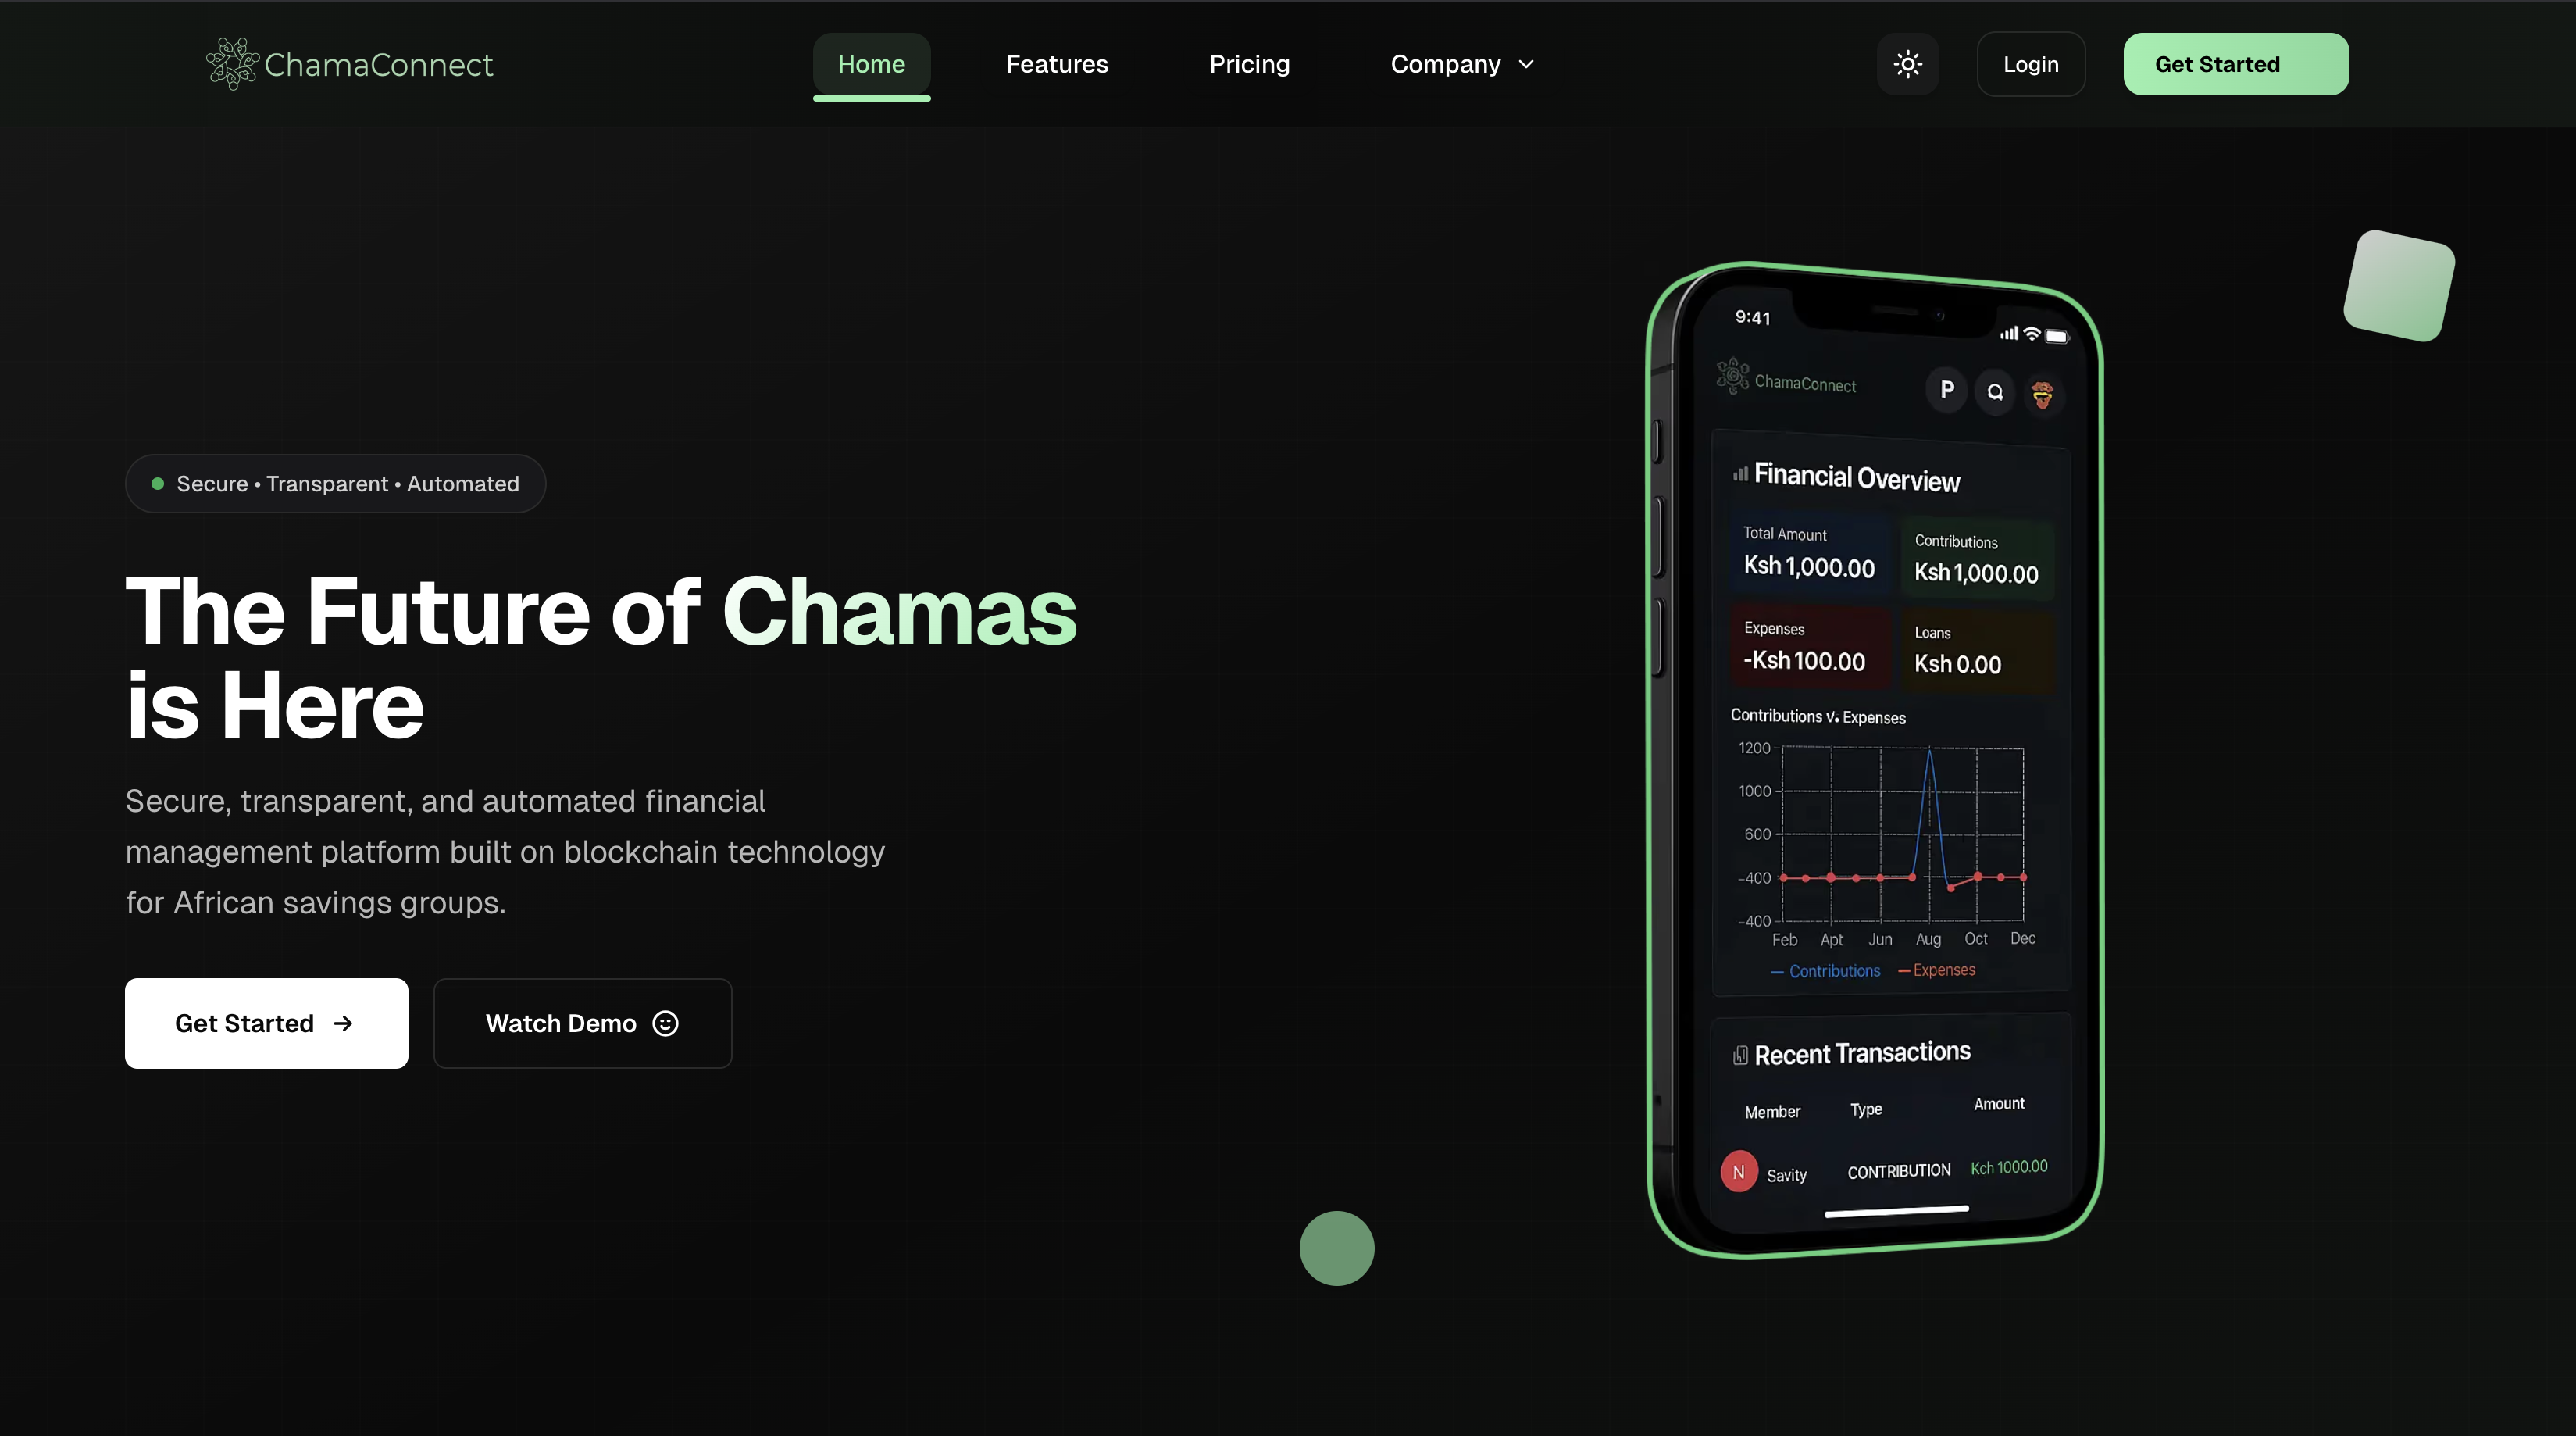 ChamaConnect
Home
Features
Pricing
Company
Login
Get Started
Secure • Transparent • Automated
The Future of Chamas
is Here
Secure, transparent, and automated financial
management platform built on blockchain technology
for African savings groups.
Get Started →
Watch Demo
9:41
ChamaConnect
P
Financial Overview
Total Amount
Ksh 1,000.00
Contributions
Ksh 1,000.00
Expenses
-Ksh 100.00
Loans
Ksh 0.00
Contributions v. Expenses
1200
1000
600
-400
-400
Feb Apt Jun Aug Oct Dec
Contributions Expenses
Recent Transactions
Member Type Amount
N Savity CONTRIBUTION Kch 1000.00